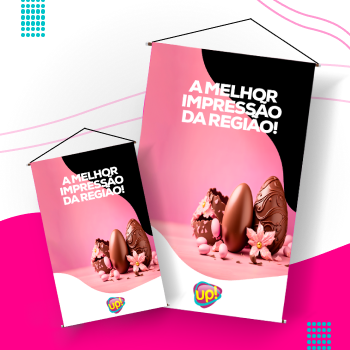 A MELHOR
IMPRESSÃO
DA REGIÃO!
up!
A MELHOR
IMPRESSÃO
DA REGIÃO!
up!